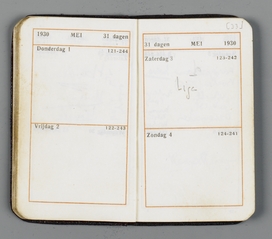 1930 MEI 31 dagen
Donderdag 1 121-244
Vrijdag 2 122-243
31 dagen MEI 1930
Zaterdag 3 123-242
Zondag 4 124-241